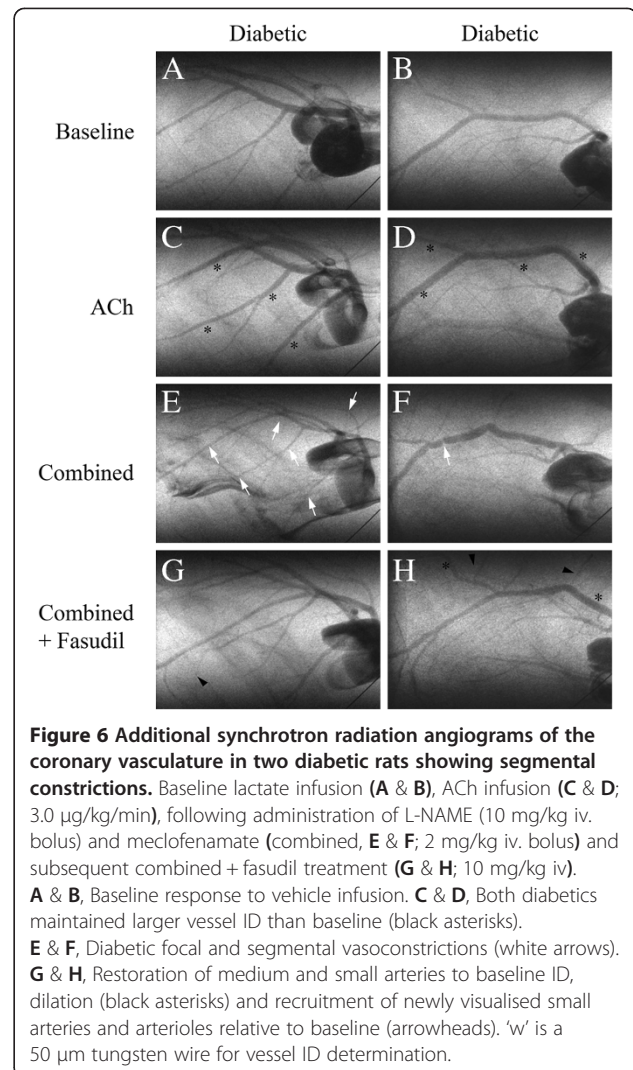 Diabetic Diabetic
Baseline
A B
ACh
C D
* * * * * * * *
Combined
E F
Combined
+ Fasudil
G H
* *
Figure 6 Additional synchrotron radiation angiograms of the
coronary vasculature in two diabetic rats showing segmental
constrictions. Baseline lactate infusion (A & B), ACh infusion (C & D;
3.0 μg/kg/min), following administration of L-NAME (10 mg/kg iv.
bolus) and meclofenamate (combined, E & F; 2 mg/kg iv. bolus) and
subsequent combined + fasudil treatment (G & H; 10 mg/kg iv).
A & B, Baseline response to vehicle infusion. C & D, Both diabetics
maintained larger vessel ID than baseline (black asterisks).
E & F, Diabetic focal and segmental vasoconstrictions (white arrows).
G & H, Restoration of medium and small arteries to baseline ID,
dilation (black asterisks) and recruitment of newly visualised small
arteries and arterioles relative to baseline (arrowheads). 'w' is a
50 μm tungsten wire for vessel ID determination.